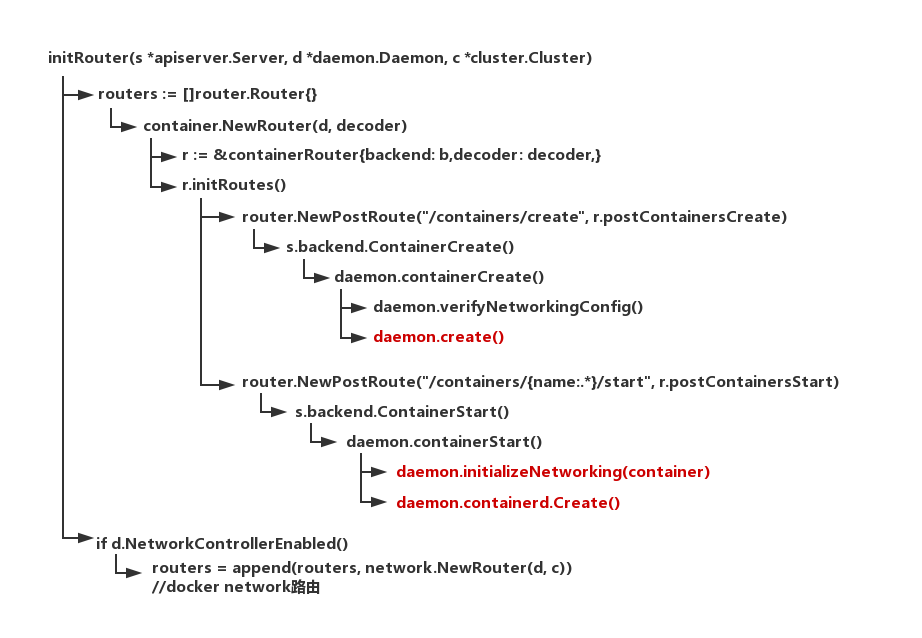 initRouter(s *apiserver.Server, d *daemon.Daemon, c *cluster.Cluster)
routers := []router.Router{}
container.NewRouter(d, decoder)
r := &containerRouter{backend: b,decoder: decoder,}
r.initRoutes()
router.NewPostRoute("/containers/create", r.postContainersCreate)
s.backend.ContainerCreate()
daemon.containerCreate()
daemon.verifyNetworkingConfig()
daemon.create()
router.NewPostRoute("/containers/{name:.*}/start", r.postContainersStart)
s.backend.ContainerStart()
daemon.containerStart()
daemon.initializeNetworking(container)
daemon.containerd.Create()
if d.NetworkControllerEnabled()
routers = append(routers, network.NewRouter(d, c))
//docker network路由